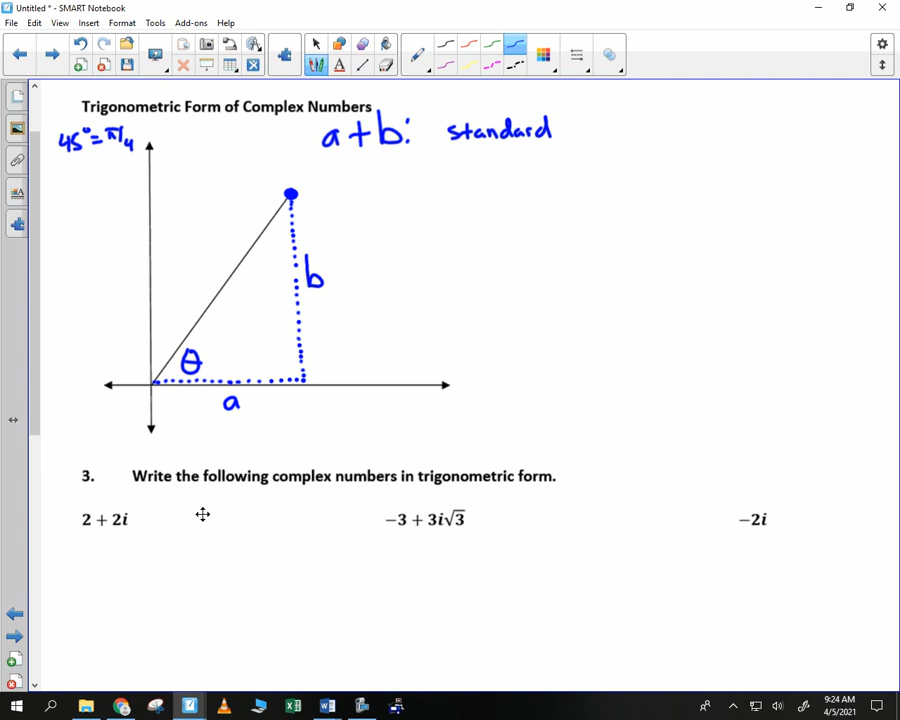 Untitled * - SMART Notebook
File Edit View Insert Format Tools Add-ons Help
Trigonometric Form of Complex Numbers
45° = π/4
a + bi standard
b
θ
a
3. Write the following complex numbers in trigonometric form.
2 + 2i −3 + 3i√3 −2i
9:24 AM
4/5/2021